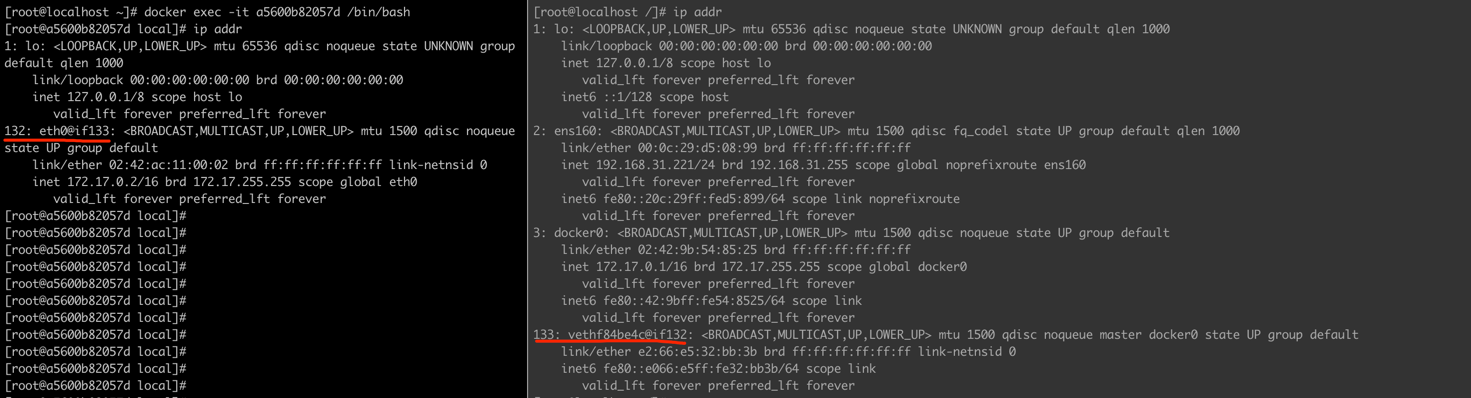 [root@localhost ~]# docker exec -it a5600b82057d /bin/bash
[root@a5600b82057d local]# ip addr
1: lo: <LOOPBACK,UP,LOWER_UP> mtu 65536 qdisc noqueue state UNKNOWN group
default qlen 1000
    link/loopback 00:00:00:00:00:00 brd 00:00:00:00:00:00
    inet 127.0.0.1/8 scope host lo
       valid_lft forever preferred_lft forever
132: eth0@if133: <BROADCAST,MULTICAST,UP,LOWER_UP> mtu 1500 qdisc noqueue
state UP group default
    link/ether 02:42:ac:11:00:02 brd ff:ff:ff:ff:ff:ff link-netnsid 0
    inet 172.17.0.2/16 brd 172.17.255.255 scope global eth0
       valid_lft forever preferred_lft forever
[root@a5600b82057d local]#
[root@a5600b82057d local]#
[root@a5600b82057d local]#
[root@a5600b82057d local]#
[root@a5600b82057d local]#
[root@a5600b82057d local]#
[root@a5600b82057d local]#
[root@a5600b82057d local]#
[root@a5600b82057d local]#
[root@a5600b82057d local]#
[root@a5600b82057d local]#
[root@localhost /]# ip addr
1: lo: <LOOPBACK,UP,LOWER_UP> mtu 65536 qdisc noqueue state UNKNOWN group default qlen 1000
    link/loopback 00:00:00:00:00:00 brd 00:00:00:00:00:00
    inet 127.0.0.1/8 scope host lo
       valid_lft forever preferred_lft forever
    inet6 ::1/128 scope host
       valid_lft forever preferred_lft forever
2: ens160: <BROADCAST,MULTICAST,UP,LOWER_UP> mtu 1500 qdisc fq_codel state UP group default qlen 1000
    link/ether 00:0c:29:d5:08:99 brd ff:ff:ff:ff:ff:ff
    inet 192.168.31.221/24 brd 192.168.31.255 scope global noprefixroute ens160
       valid_lft forever preferred_lft forever
    inet6 fe80::20c:29ff:fed5:899/64 scope link noprefixroute
       valid_lft forever preferred_lft forever
3: docker0: <BROADCAST,MULTICAST,UP,LOWER_UP> mtu 1500 qdisc noqueue state UP group default
    link/ether 02:42:9b:54:85:25 brd ff:ff:ff:ff:ff:ff
    inet 172.17.0.1/16 brd 172.17.255.255 scope global docker0
       valid_lft forever preferred_lft forever
    inet6 fe80::42:9bff:fe54:8525/64 scope link
       valid_lft forever preferred_lft forever
133: vethf84be4c@if132: <BROADCAST,MULTICAST,UP,LOWER_UP> mtu 1500 qdisc noqueue master docker0 state UP group default
    link/ether e2:66:e5:32:bb:3b brd ff:ff:ff:ff:ff:ff link-netnsid 0
    inet6 fe80::e066:e5ff:fe32:bb3b/64 scope link
       valid_lft forever preferred_lft forever